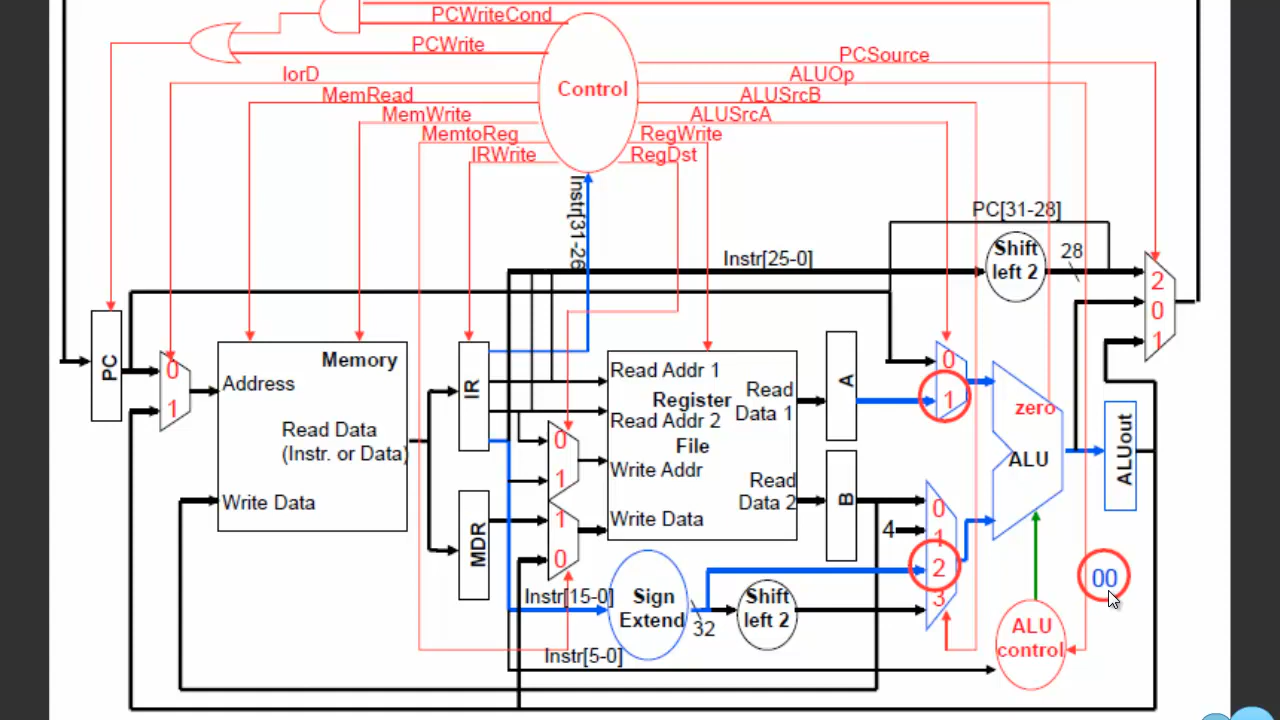 PCWriteCond
PCWrite
PCSource
IorD
ALUOp
MemRead
Control
ALUSrcB
MemWrite
ALUSrcA
MemtoReg
RegWrite
IRWrite
RegDst
Instr[31-26
PC[31-28]
Instr[25-0]
Shift
left 2
28
2
0
1
PC
0
1
Memory
Address
Read Data
(Instr. or Data)
Write Data
IR
MDR
0
1
1
0
Read Addr 1
Register
Read Addr 2
File
Write Addr
Write Data
Read
Data 1
Read
Data 2
A
B
0
1
4
0
1
2
3
zero
ALU
ALUout
Instr[15-0]
Sign
Extend
32
Shift
left 2
00
ALU
control
Instr[5-0]